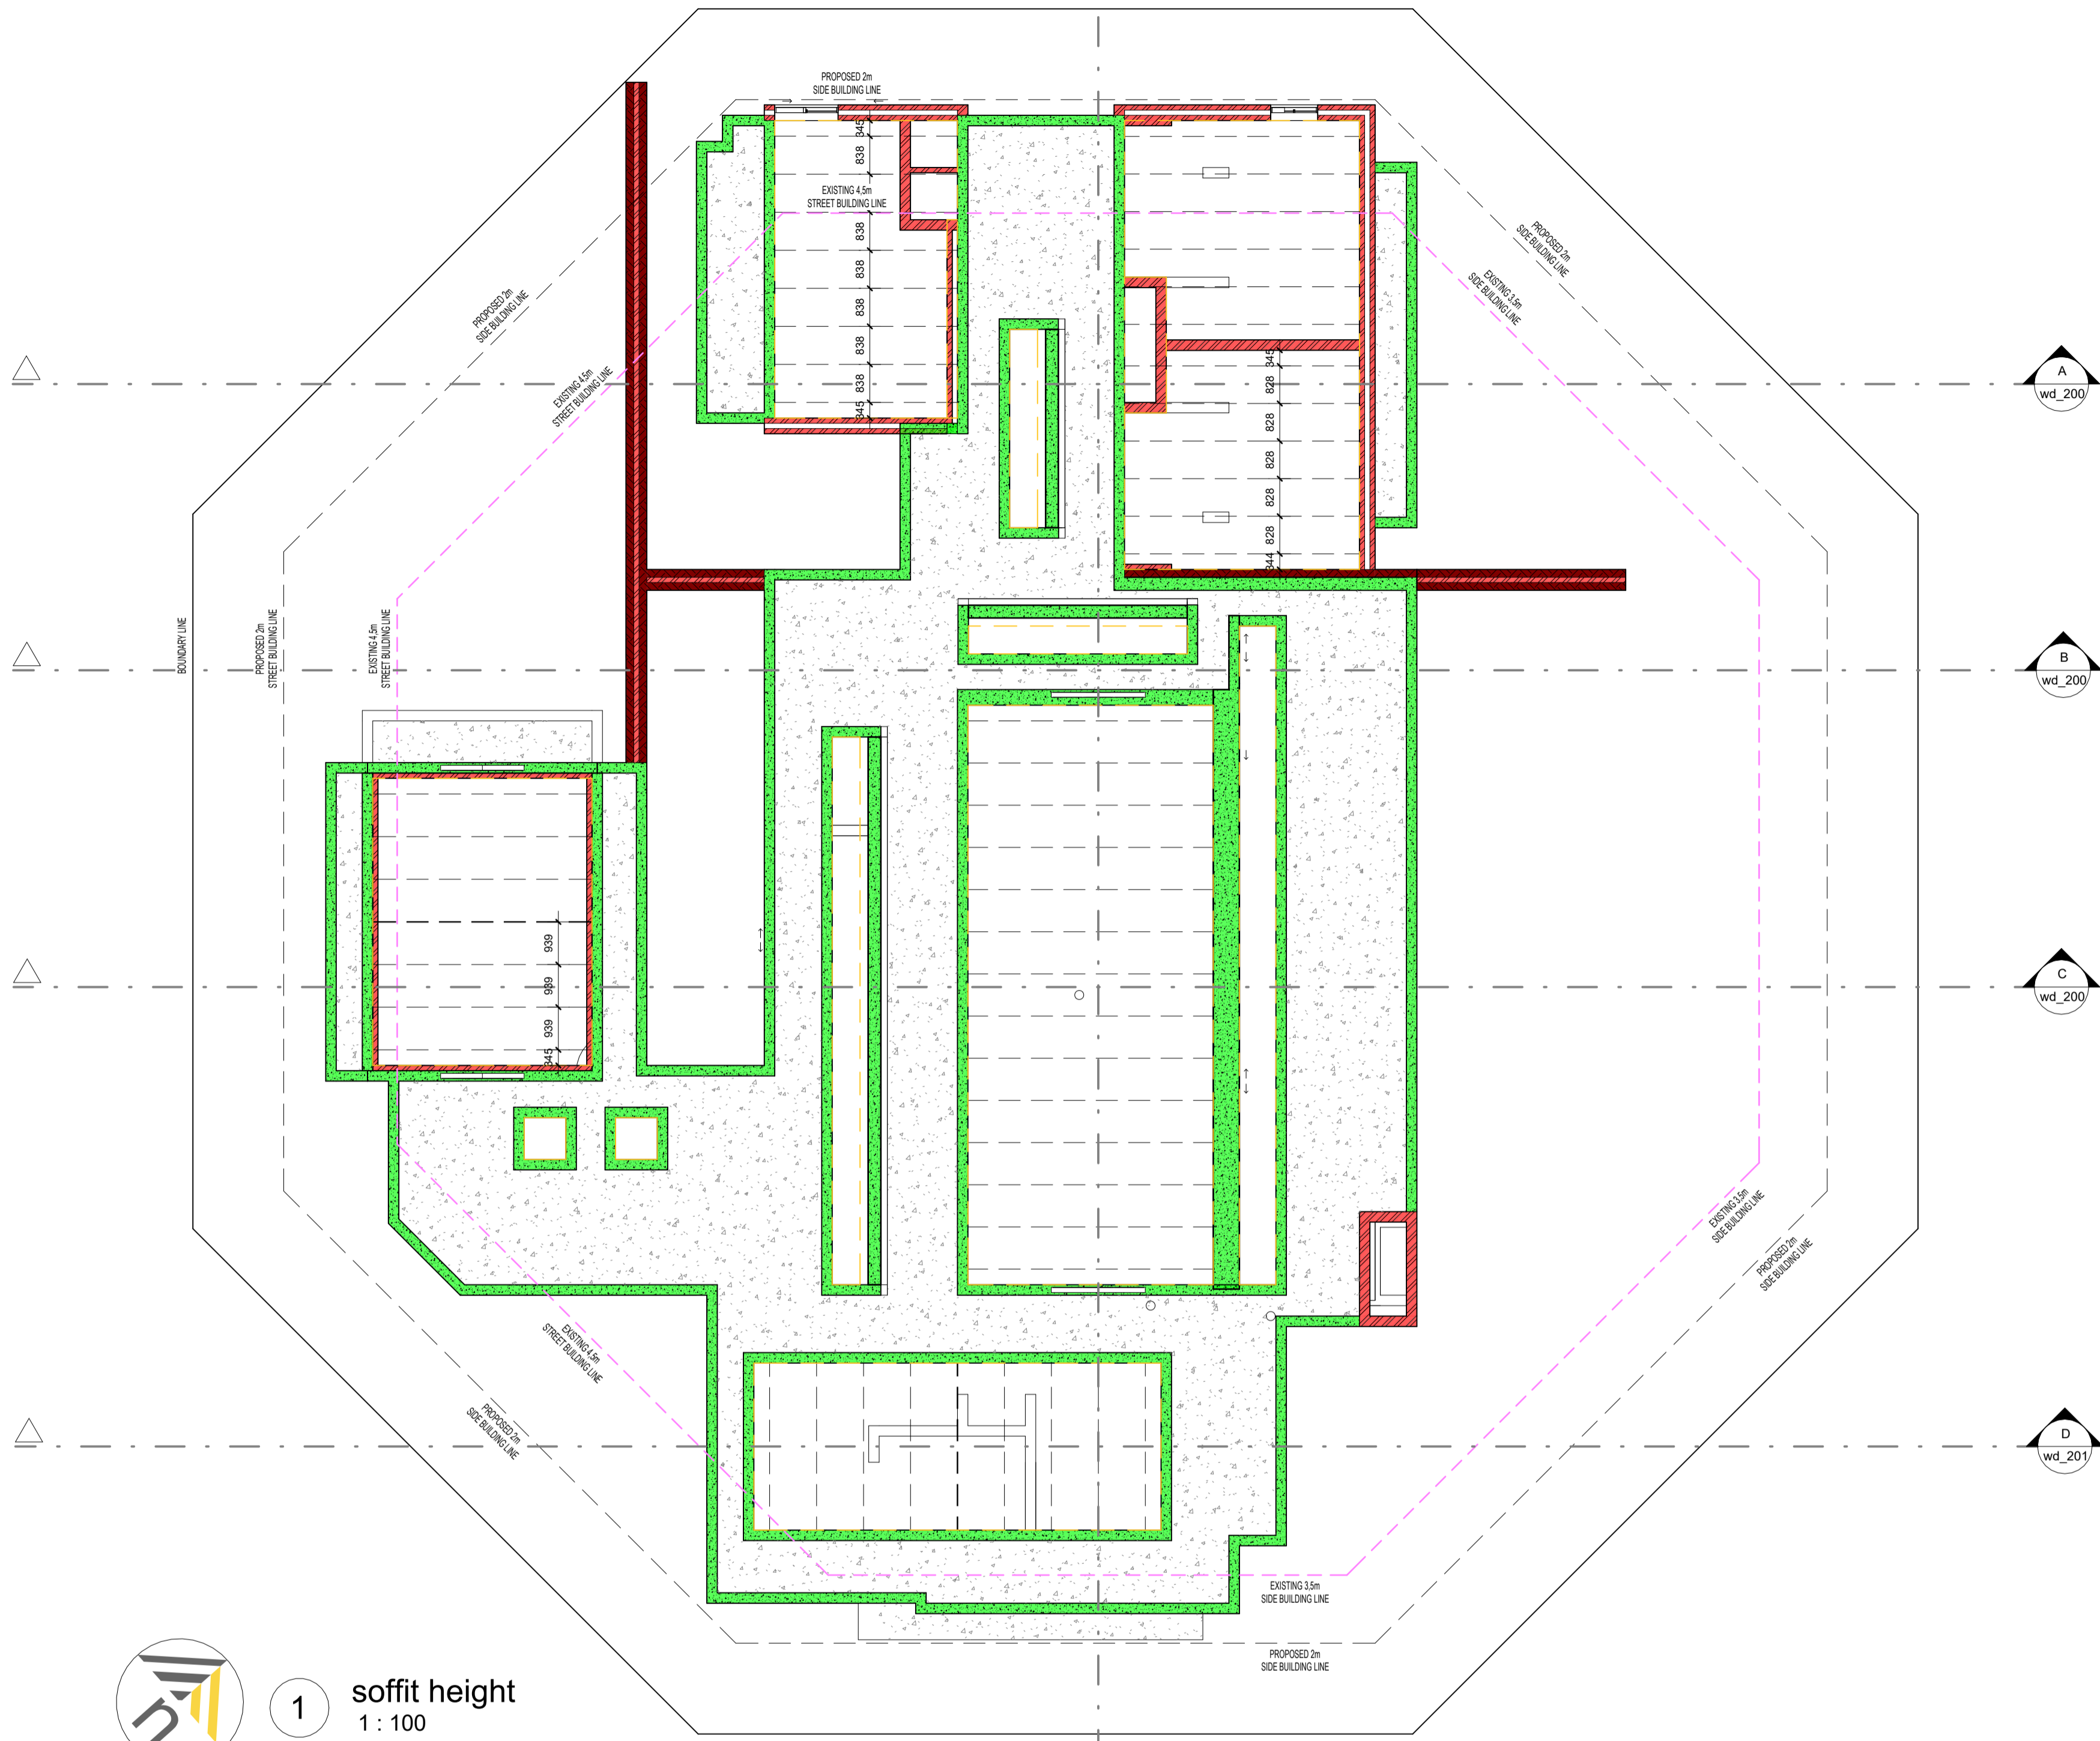 PROPOSED 2m
SIDE BUILDING LINE
345
838
EXISTING 4,5m
STREET BUILDING LINE
838
838
838
838
838
345
PROPOSED 2m
SIDE BUILDING LINE
EXISTING 3,5m
SIDE BUILDING LINE
PROPOSED 2m
SIDE BUILDING LINE
EXISTING 4,5m
STREET BUILDING LINE
345
828
828
828
828
828
344
A
wd_200
BOUNDARY LINE
PROPOSED 2m
STREET BUILDING LINE
EXISTING 4,5m
STREET BUILDING LINE
B
wd_200
939
939
939
345
C
wd_200
EXISTING 3,5m
SIDE BUILDING LINE
PROPOSED 2m
SIDE BUILDING LINE
EXISTING 4,5m
STREET BUILDING LINE
PROPOSED 2m
SIDE BUILDING LINE
D
wd_201
EXISTING 3,5m
SIDE BUILDING LINE
PROPOSED 2m
SIDE BUILDING LINE
n
1
soffit height
1 : 100